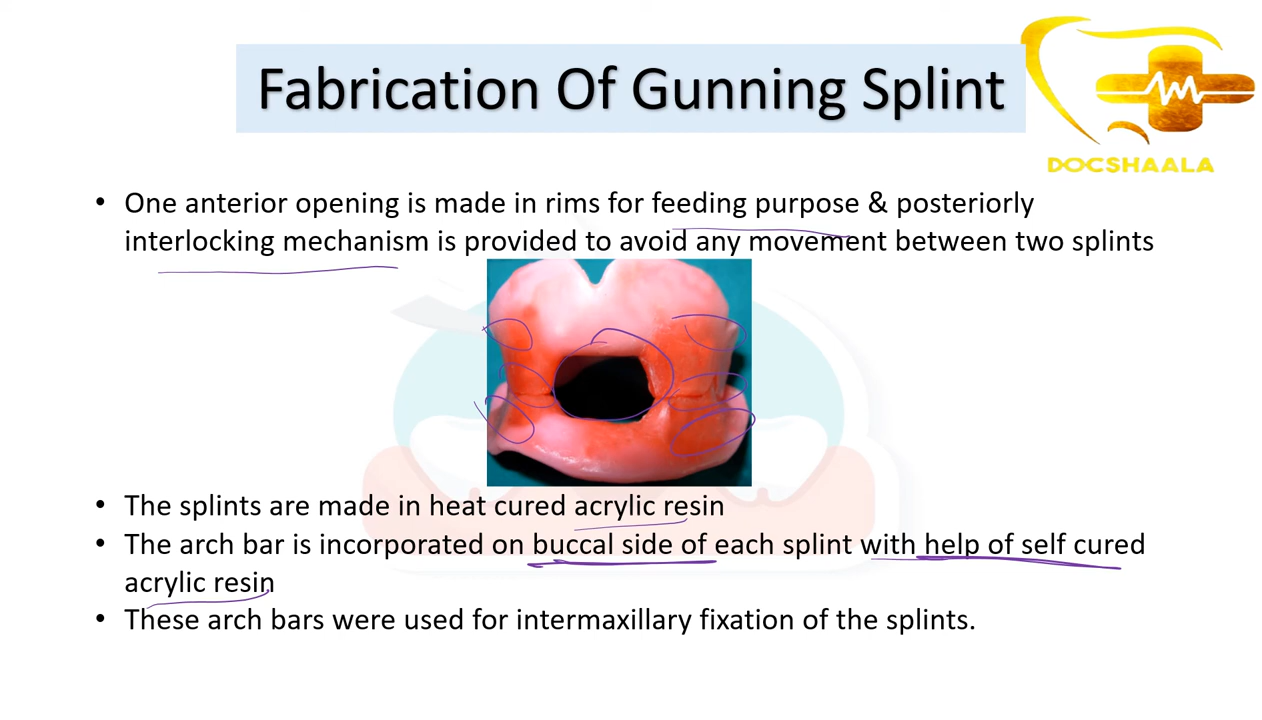 Fabrication Of Gunning Splint
DOCSHAALA
• One anterior opening is made in rims for feeding purpose & posteriorly
interlocking mechanism is provided to avoid any movement between two splints
• The splints are made in heat cured acrylic resin
• The arch bar is incorporated on buccal side of each splint with help of self cured
acrylic resin
• These arch bars were used for intermaxillary fixation of the splints.